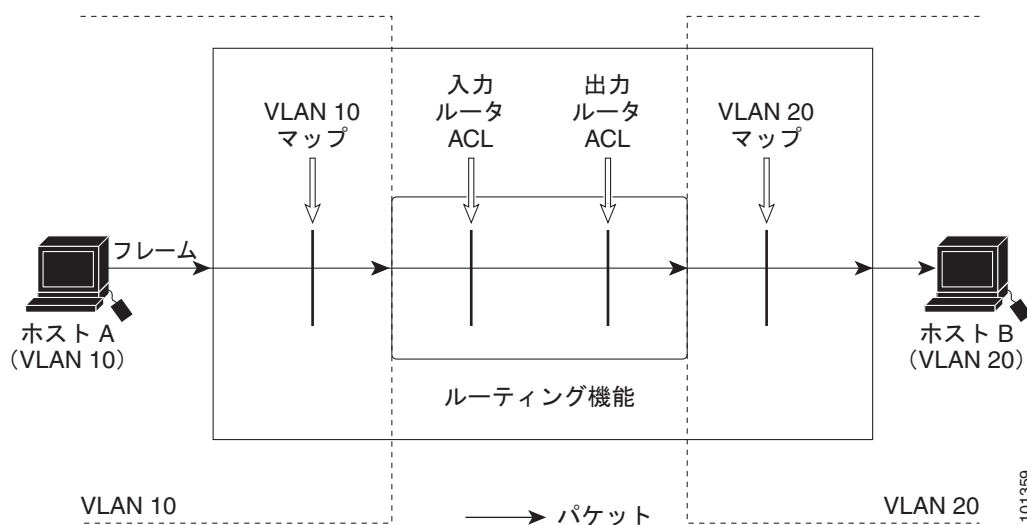 VLAN 10
マップ
入力
ルータ
ACL
出力
ルータ
ACL
VLAN 20
マップ
フレーム
ホスト A
（VLAN 10）
ホスト B
（VLAN 20）
ルーティング機能
VLAN 10
パケット
VLAN 20
101359